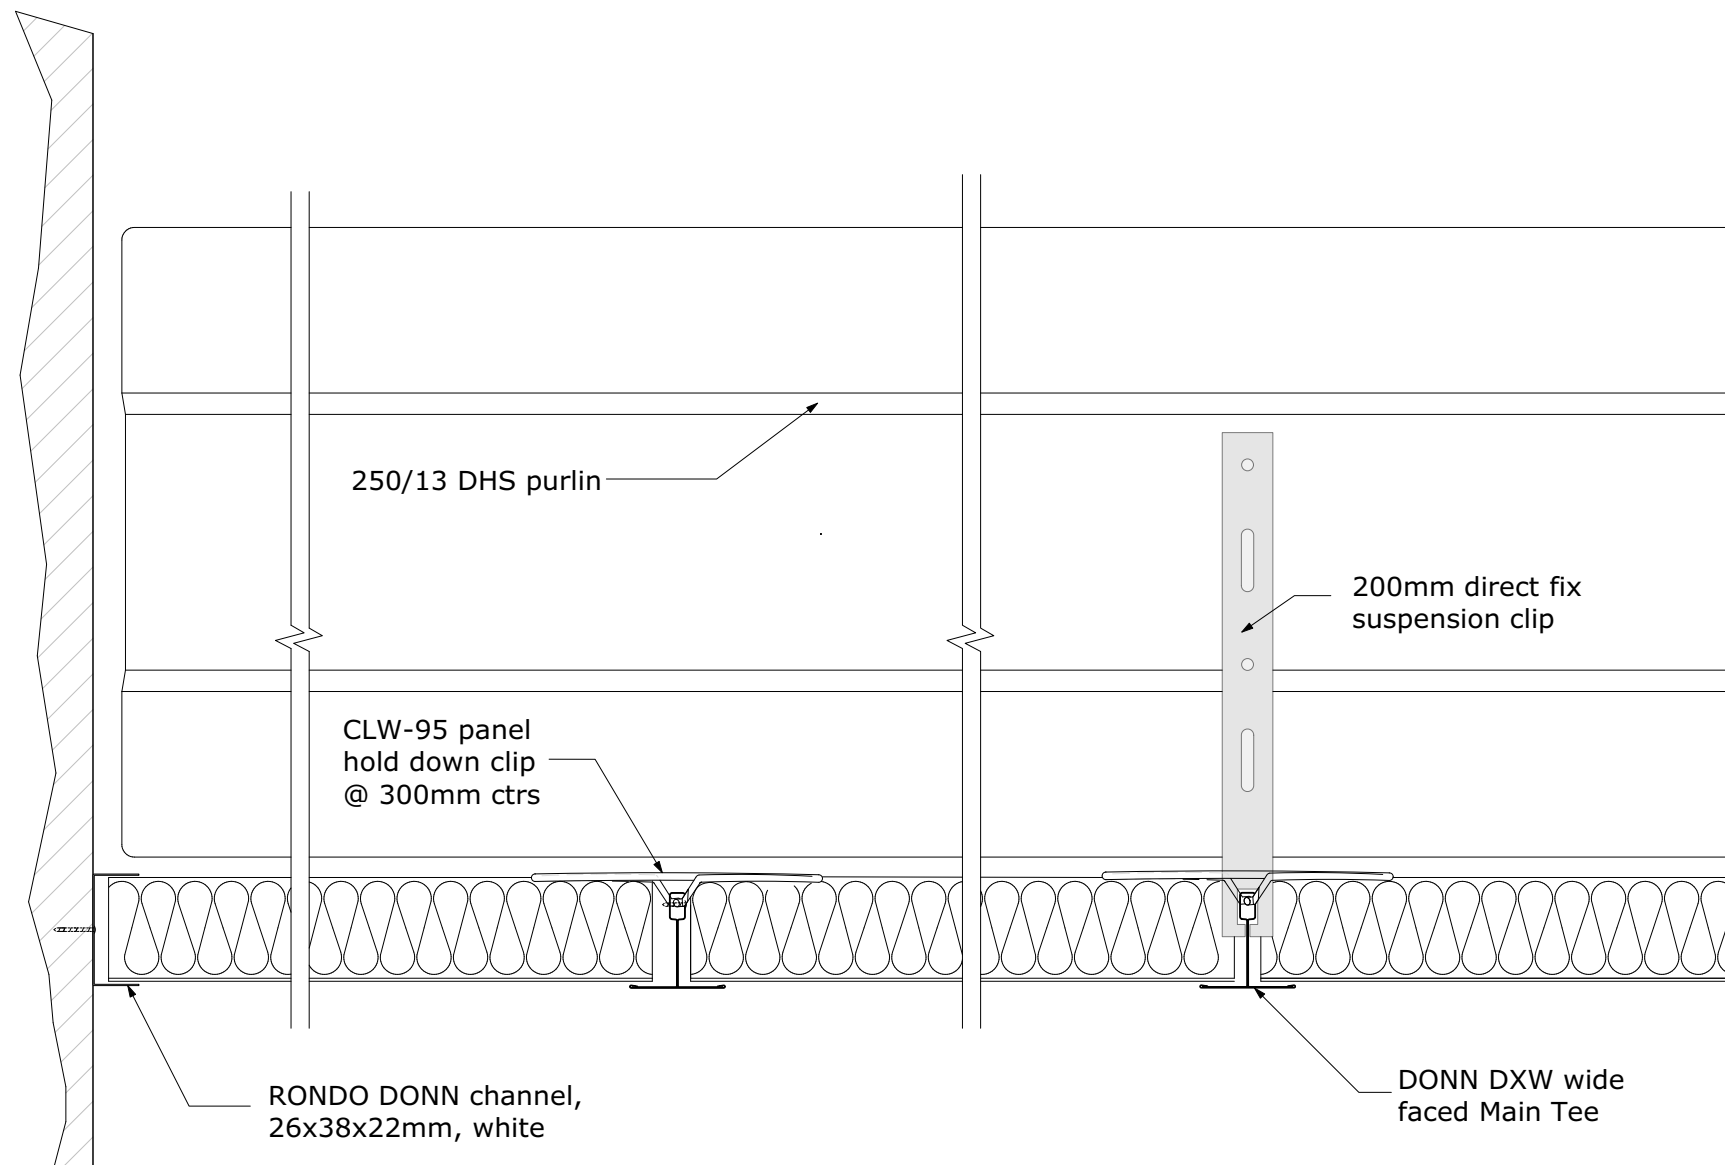 250/13 DHS purlin
200mm direct fix
suspension clip
CLW-95 panel
hold down clip
@ 300mm ctrs
RONDO DONN channel,
26x38x22mm, white
DONN DXW wide
faced Main Tee